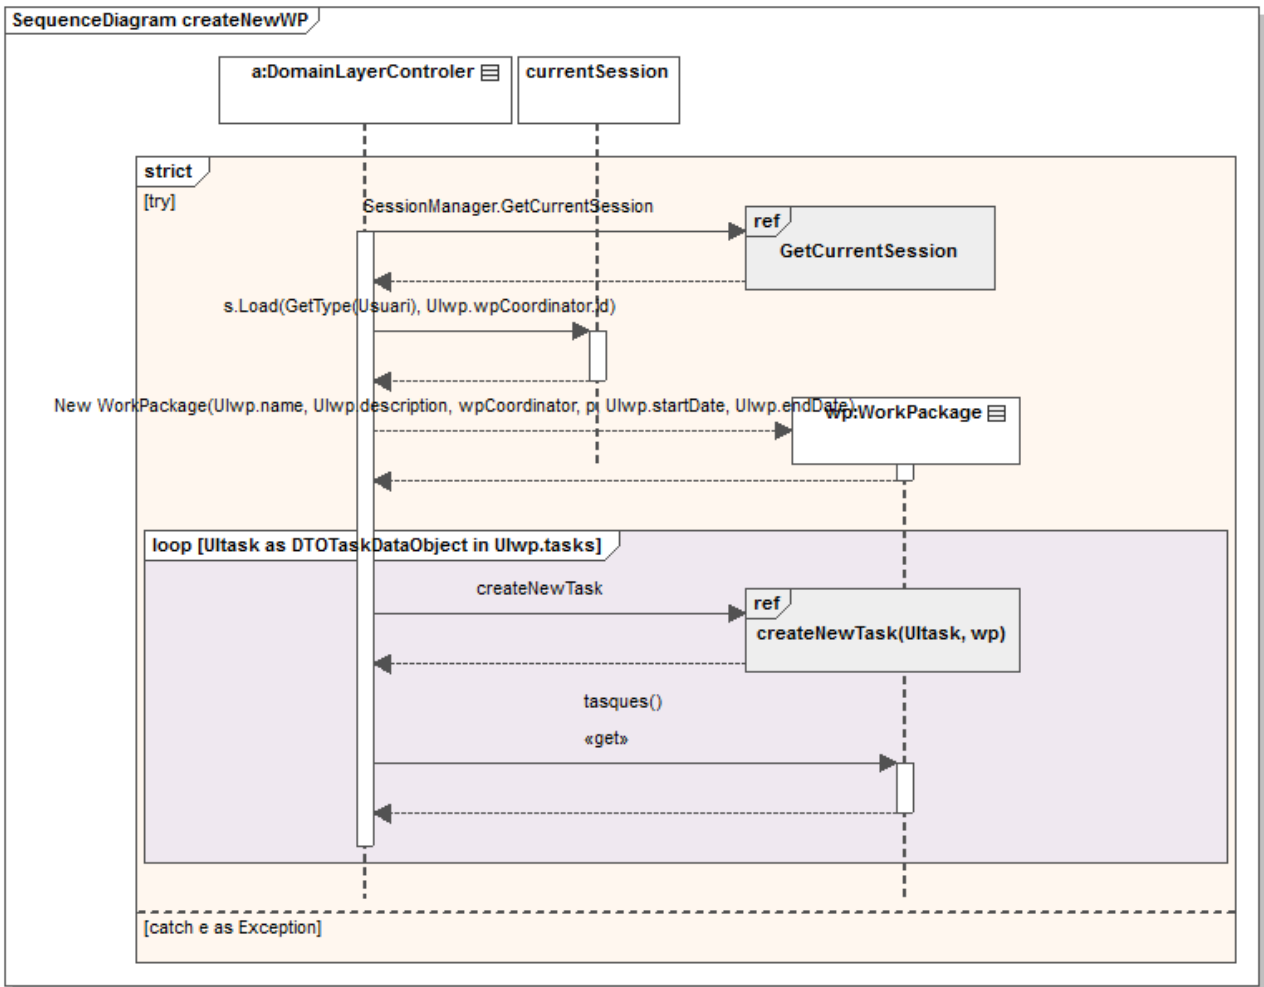 SequenceDiagram createNewWP
a:DomainLayerControler
currentSession
strict
[try]
SessionManager.GetCurrentSession
ref
GetCurrentSession
s.Load(GetType(Usuari), UIwp.wpCoordinator.id)
New WorkPackage(UIwp.name, UIwp.description, wpCoordinator, p, UIwp.startDate, UIwp.endDate)
wp:WorkPackage
loop [UItask as DTOTaskDataObject in UIwp.tasks]
createNewTask
ref
createNewTask(UItask, wp)
tasques()
«get»
[catch e as Exception]